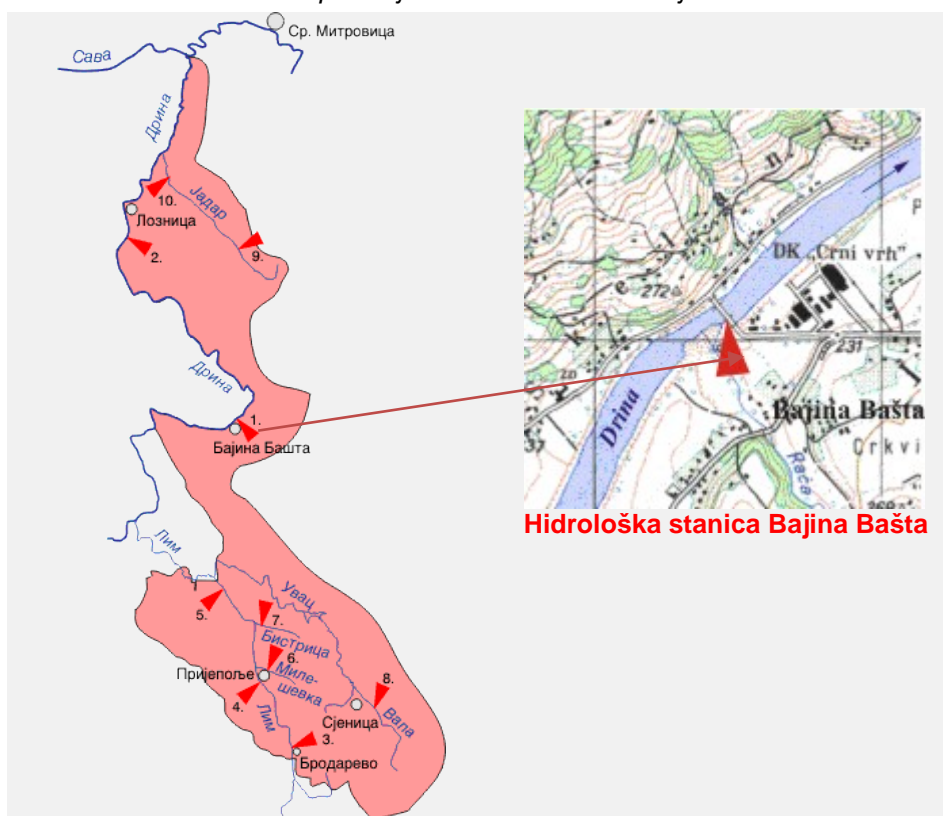 Ср. Митровица
Сава
Дрина
Јадар
10.
Лозница
9.
2.
Дрина
1.
Бајина Башта
Лим
5.
Увац
7.
Бистрица
6.
Пријепоље
Миле-
шевка
8.
4.
Лим
Сјеница
Вапа
3.
Бродарево
DK „Crni vrh"
272
231
Drina
Bajina Bašta
Crkvi
Rača
Hidrološka stanica Bajina Bašta